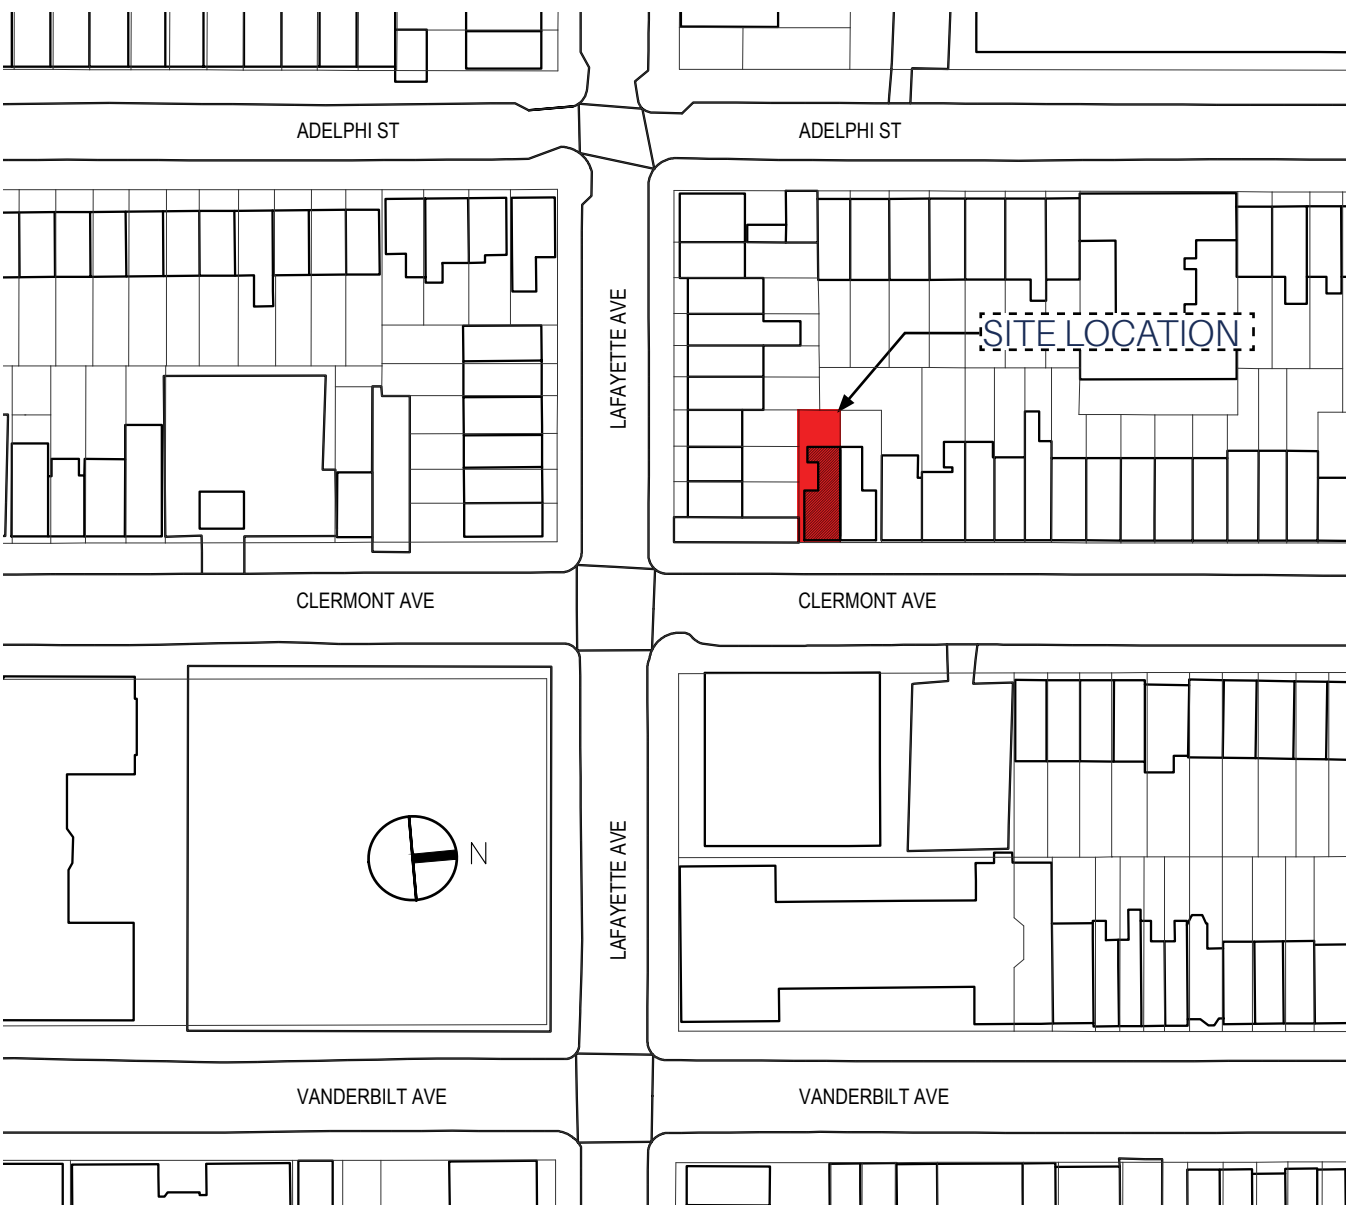 ADELPHI ST
ADELPHI ST
LAFAYETTE AVE
SITE LOCATION
CLERMONT AVE
CLERMONT AVE
LAFAYETTE AVE
N
VANDERBILT AVE
VANDERBILT AVE